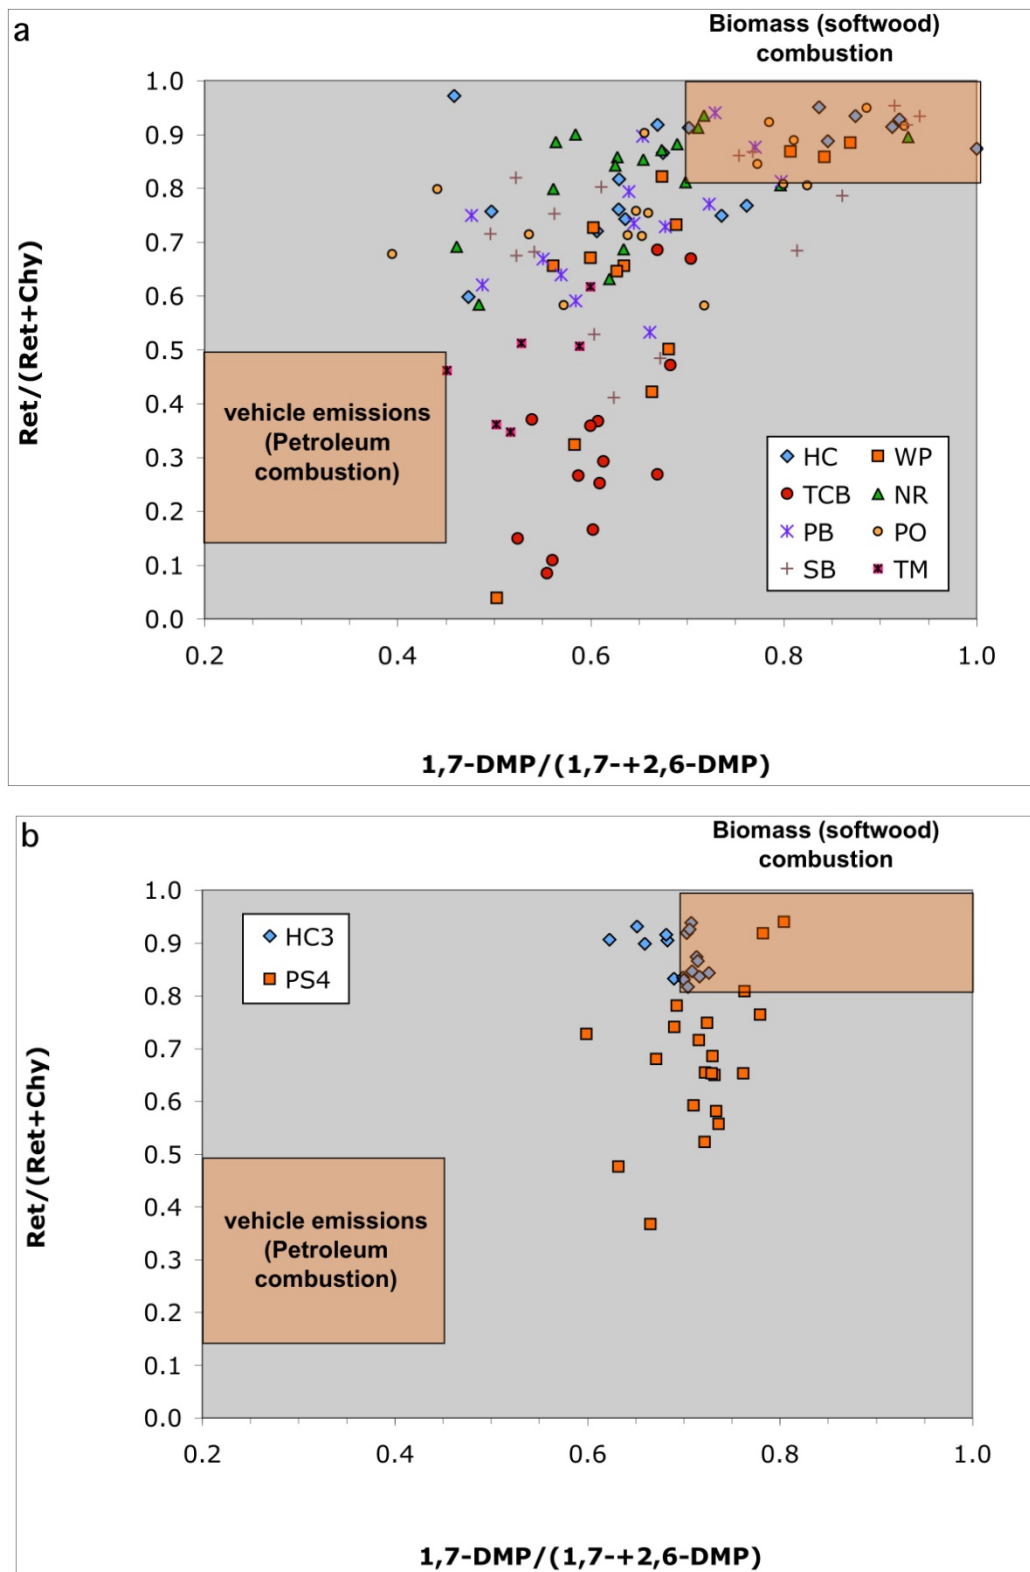 a
Biomass (softwood)
combustion
1.0
0.9
0.8
0.7
0.6
0.5
0.4
0.3
0.2
0.1
0.0
Ret/(Ret+Chy)
vehicle emissions
(Petroleum
combustion)
HC WP
TCB NR
PB PO
SB TM
0.2 0.4 0.6 0.8 1.0
1,7-DMP/(1,7-+2,6-DMP)
b
Biomass (softwood)
combustion
1.0
0.9
0.8
0.7
0.6
0.5
0.4
0.3
0.2
0.1
0.0
Ret/(Ret+Chy)
HC3
PS4
vehicle emissions
(Petroleum
combustion)
0.2 0.4 0.6 0.8 1.0
1,7-DMP/(1,7-+2,6-DMP)